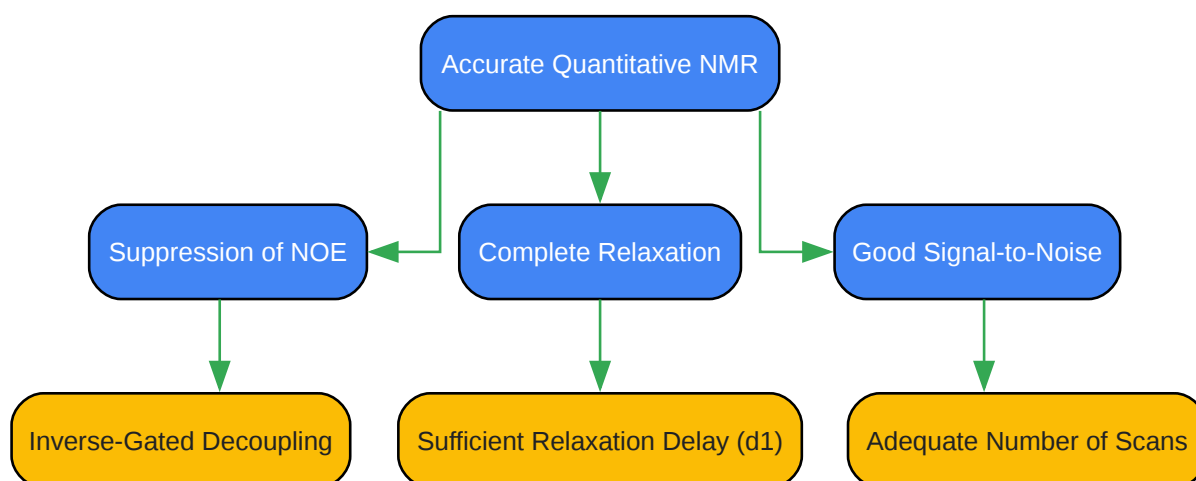 Accurate Quantitative NMR
Suppression of NOE
Complete Relaxation
Good Signal-to-Noise
Inverse-Gated Decoupling
Sufficient Relaxation Delay (d1)
Adequate Number of Scans